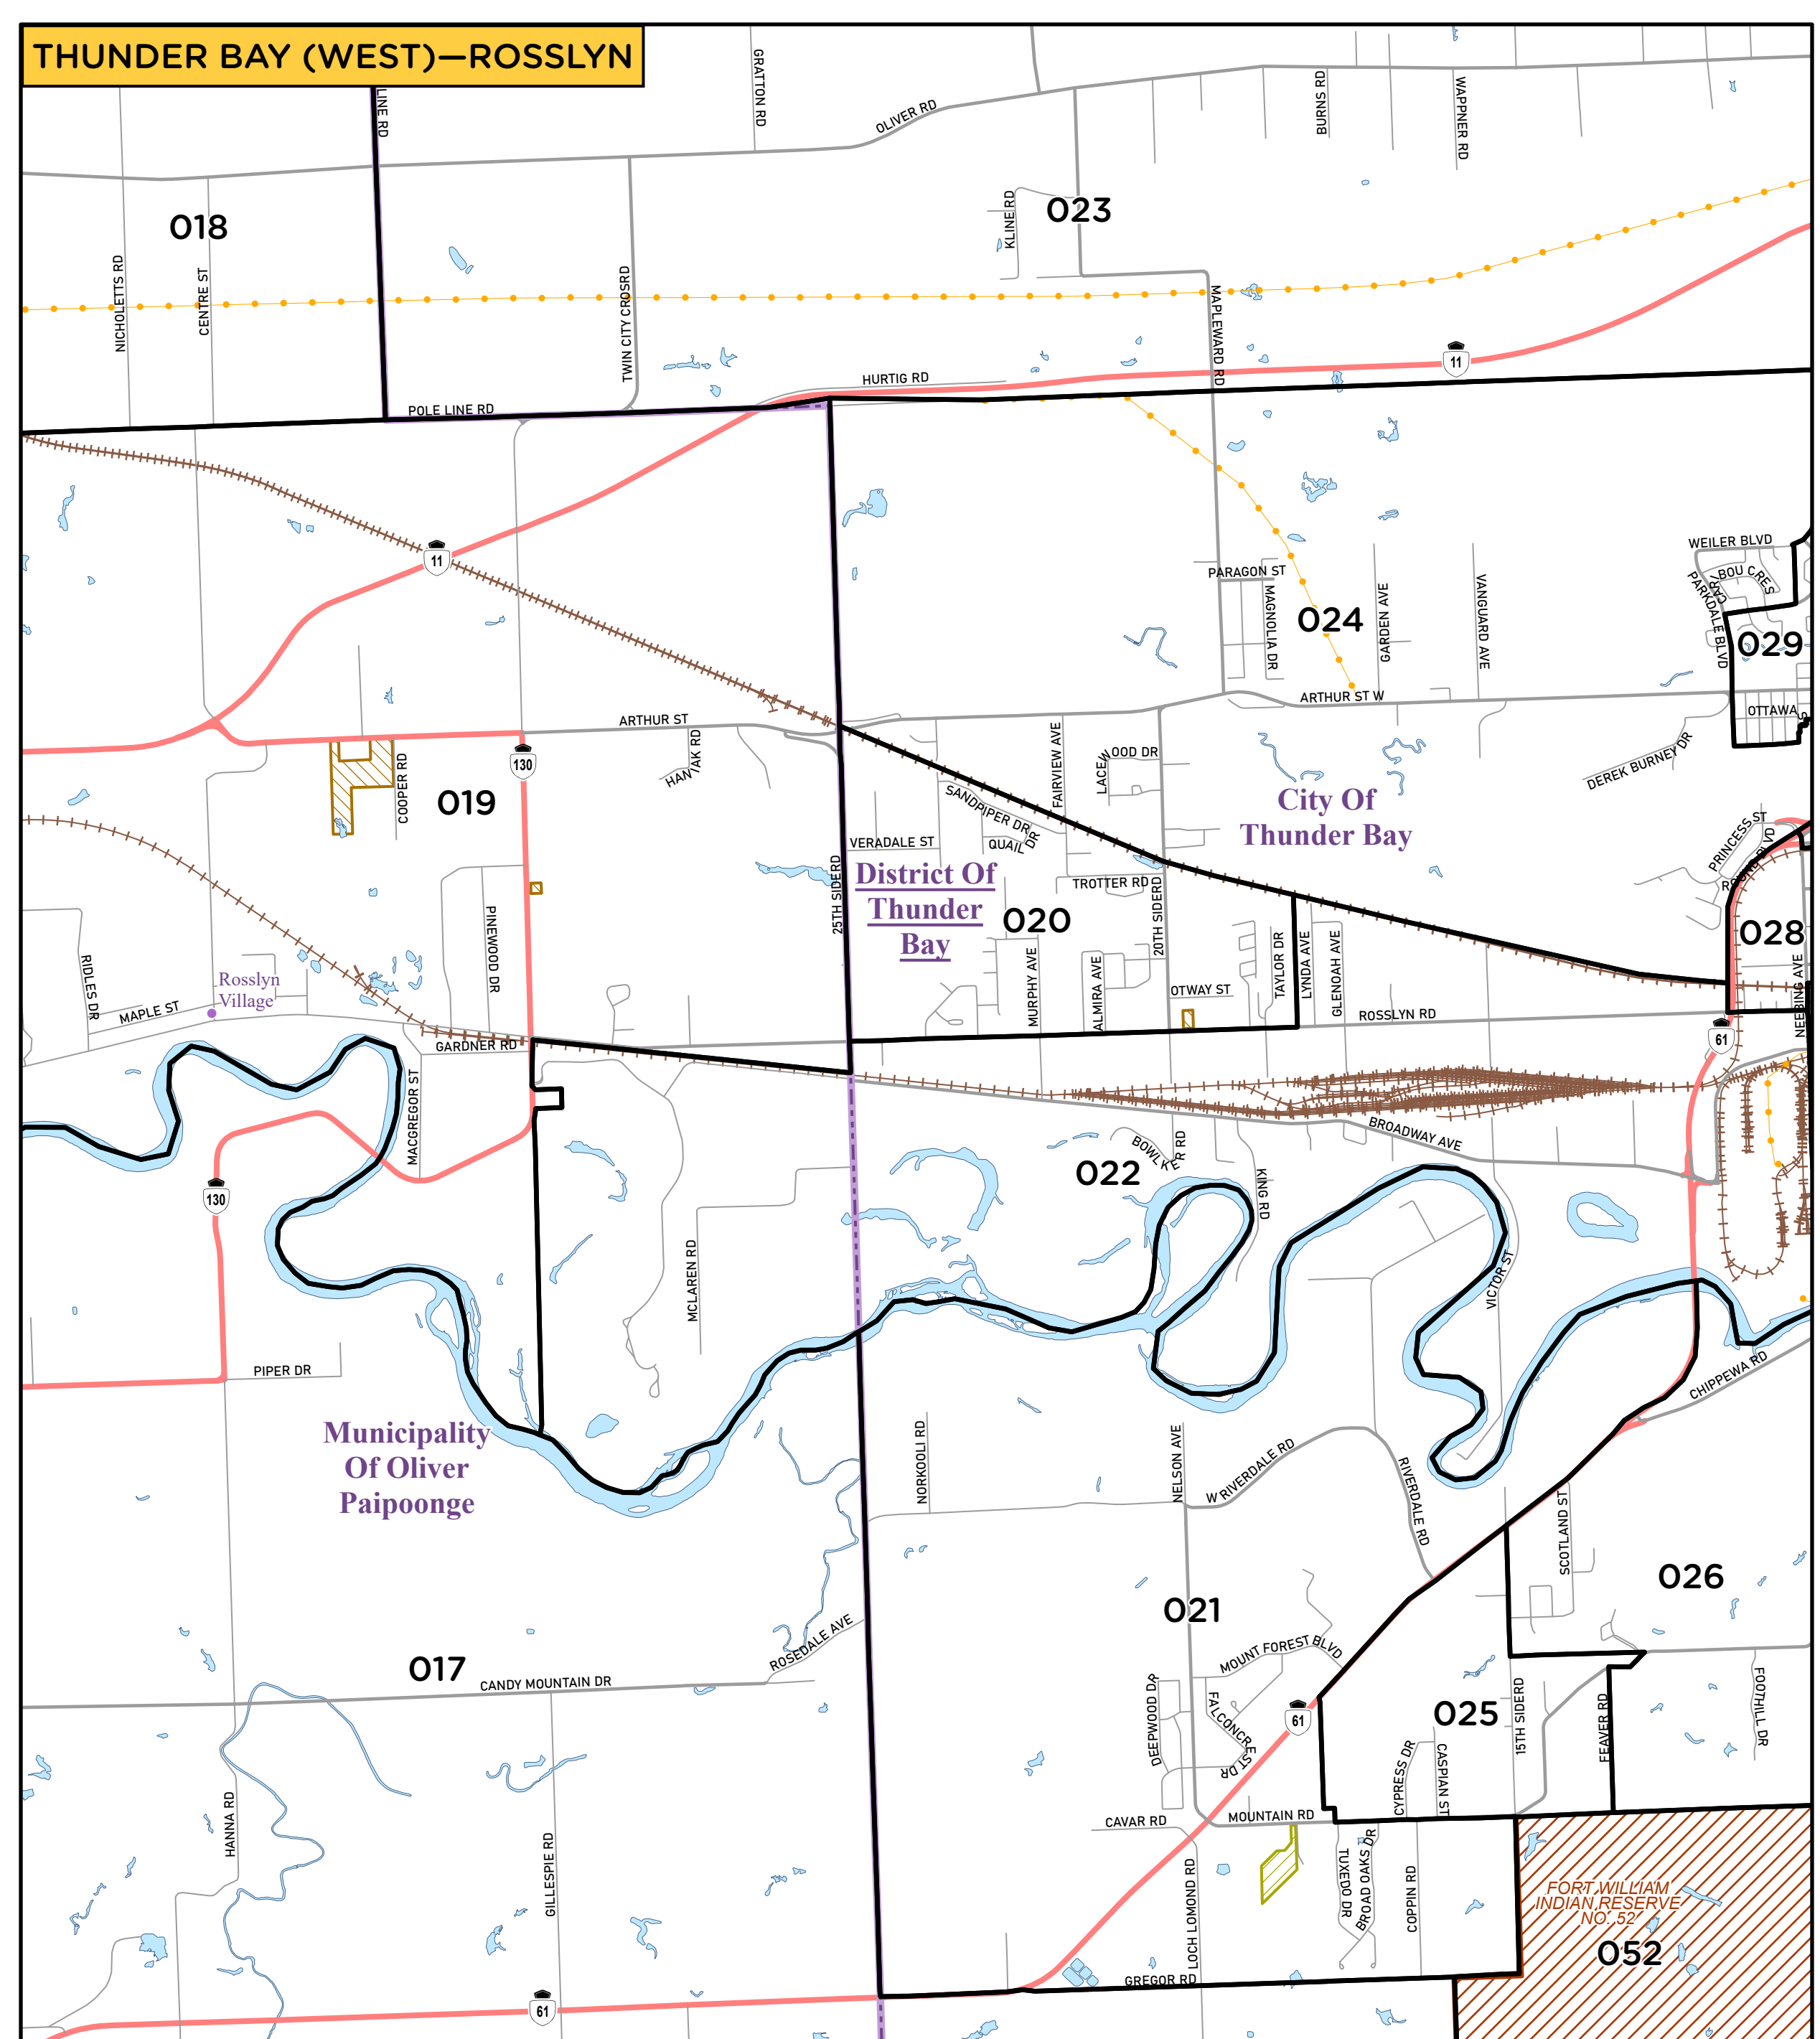 THUNDER BAY (WEST)—ROSSLYN
LINE RD
GRATTON RD
OLIVER RD
BURNS RD
WAPPNER RD
018
023
KLINE RD
NICHOLETTS RD
CENTRE ST
TWIN CITY CROSRD
MAPLEWARD RD
HURTIG RD
11
POLE LINE RD
11
WEILER BLVD
CARIBOU CRES
PARKDALE BLVD
PARAGON ST
MAGNOLIA DR
024
GARDEN AVE
VANGUARD AVE
029
ARTHUR ST W
OTTAWA
ARTHUR ST
HANIAK RD
130
COOPER RD
019
FAIRVIEW AVE
LACEWOOD DR
SANDPIPER DR
QUAIL DR
DEREK BURNEY DR
City Of
Thunder Bay
PRINCESS ST
VERADALE ST
25TH SIDERD
District Of
Thunder
Bay
020
TROTTER RD
20TH SIDERD
028
PINEWOOD DR
RIDLES DR
Rosslyn
Village
MAPLE ST
MURPHY AVE
ALMIRA AVE
OTWAY ST
TAYLOR DR
LYNDA AVE
GLENOAH AVE
ROSSLYN RD
NEEBING AVE
61
GARDNER RD
MACGREGOR ST
BROADWAY AVE
BOWLKER RD
022
KING RD
130
MCLAREN RD
VICTOR ST
PIPER DR
CHIPPEWA RD
Municipality
Of Oliver
Paipoonge
NORKOOLI RD
NELSON AVE
W RIVERDALE RD
RIVERDALE RD
SCOTLAND ST
026
021
ROSEDALE AVE
MOUNT FOREST BLVD
017
CANDY MOUNTAIN DR
DEEPWOOD DR
FALCONCREST DR
61
025
15TH SIDERD
FEAVER RD
FOOTHILL DR
CYPRESS DR
CASPIAN ST
HANNA RD
GILLESPIE RD
CAVAR RD
MOUNTAIN RD
LOCH LOMOND RD
TUXEDO DR
BROAD OAKS DR
COPPIN RD
FORT WILLIAM
INDIAN RESERVE
NO. 52
052
GREGOR RD
61